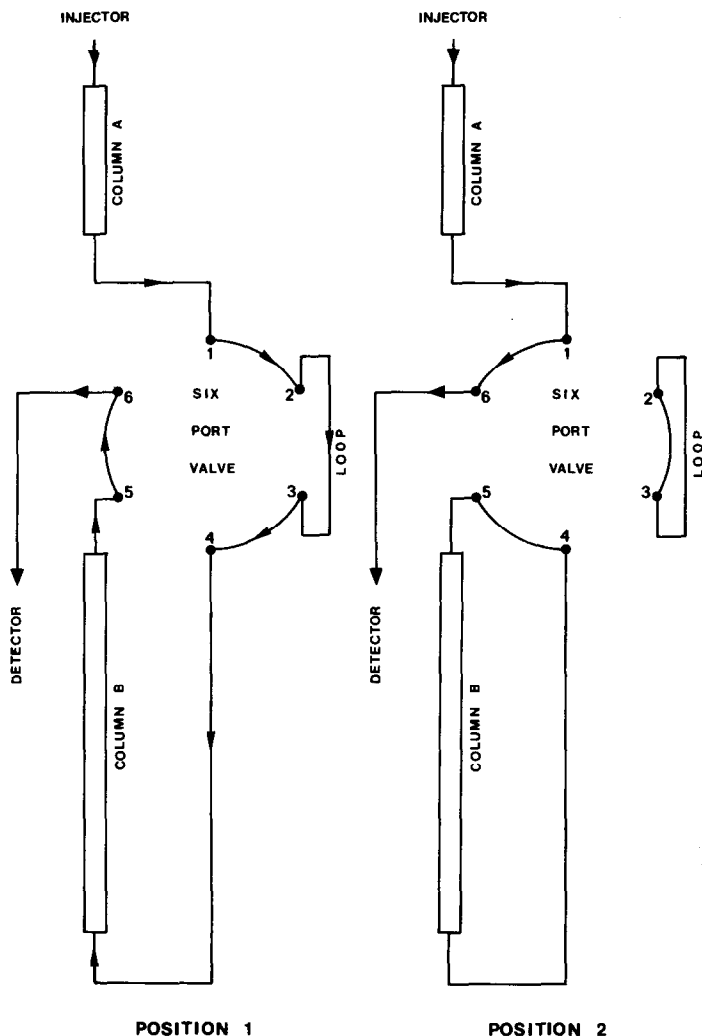 INJECTOR
COLUMN A
1
2
3
4
5
6
SIX
PORT
VALVE
LOOP
DETECTOR
COLUMN B
POSITION 1
INJECTOR
COLUMN A
1
2
3
4
5
6
SIX
PORT
VALVE
LOOP
DETECTOR
COLUMN B
POSITION 2